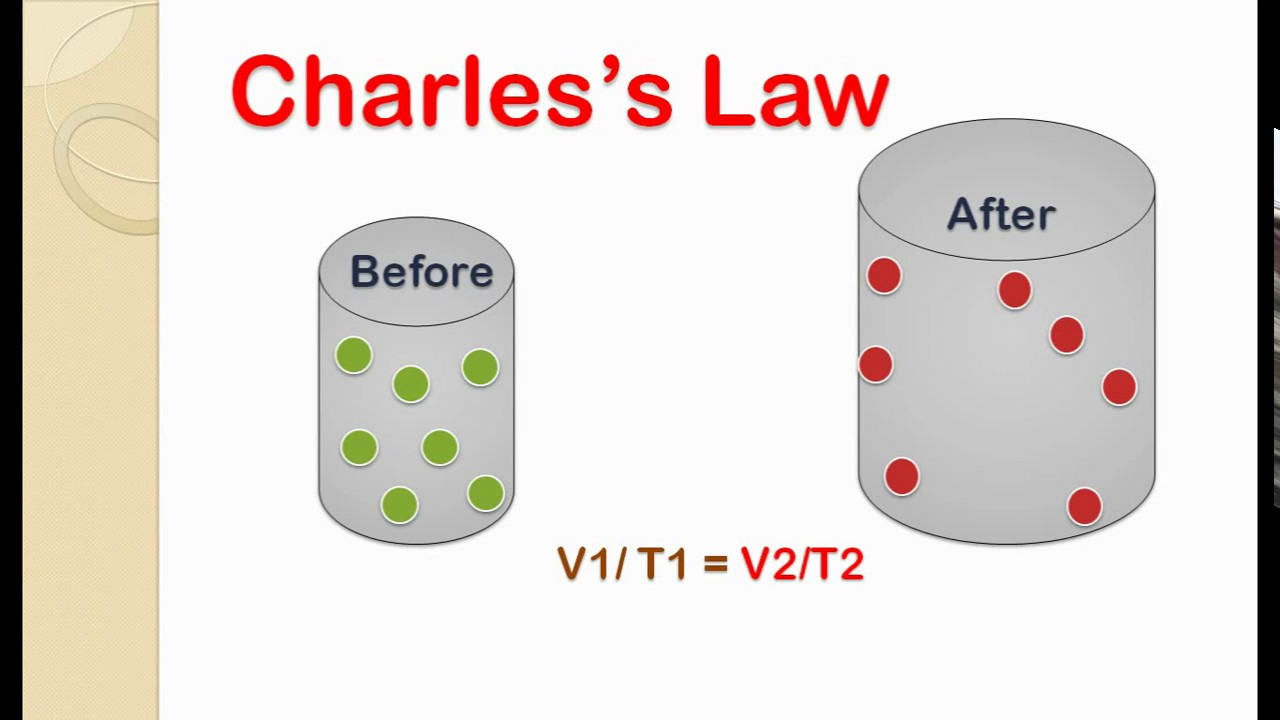 Charles’s Law
After
Before
V1/ T1 = V2/T2